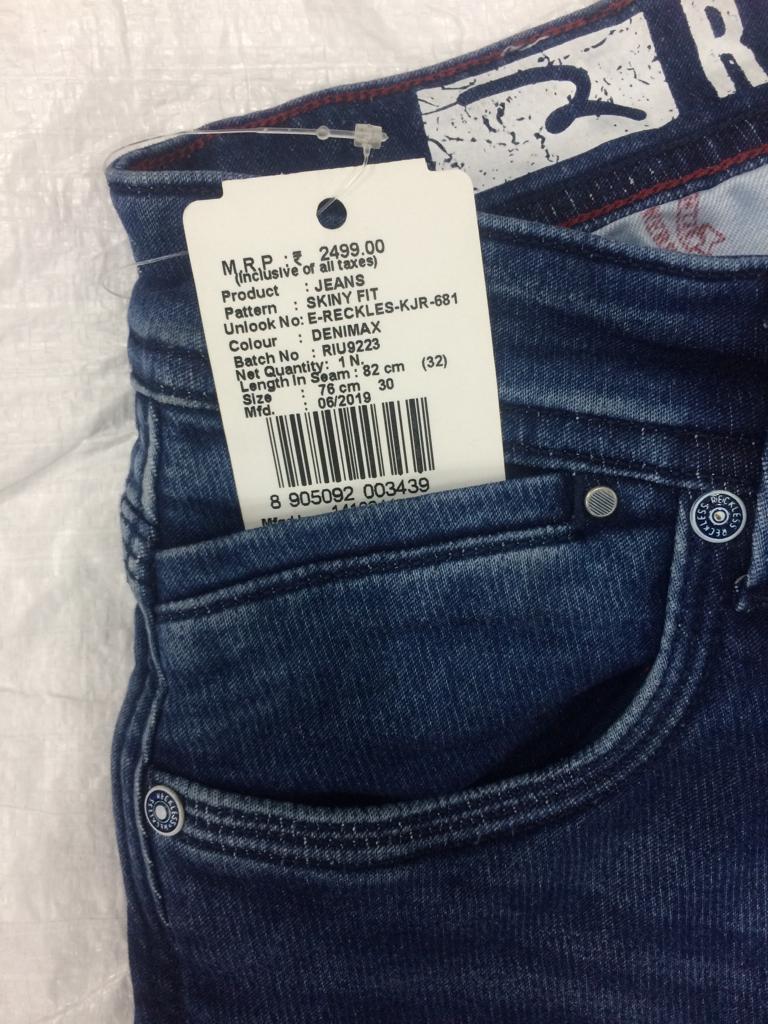 R
M R P : ₹ 2499.00
(Inclusive of all taxes)
Product : JEANS
Pattern : SKINY FIT
Unlook No: E-RECKLES-KJR-681
Colour : DENIMAX
Batch No : RIU9223
Net Quantity: 1 N.
Length In Seam : 82 cm (32)
Size : 76 cm 30
Mfd. : 06/2019
8 905092 003439
RECKLESS RECKLESS
RECKLESS RECKLESS